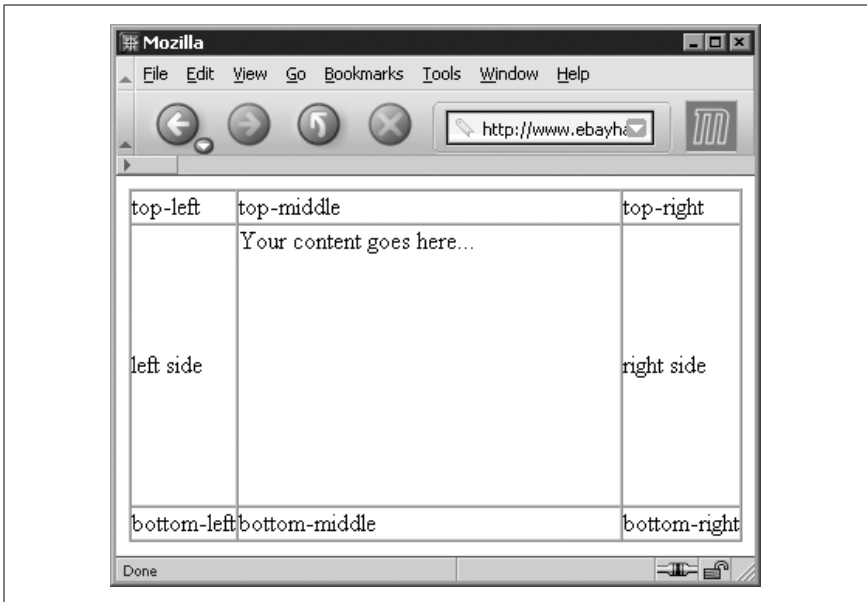 Mozilla
File Edit View Go Bookmarks Tools Window Help
http://www.ebayha
top-left top-middle top-right
Your content goes here...
left side right side
bottom-left bottom-middle bottom-right
Done